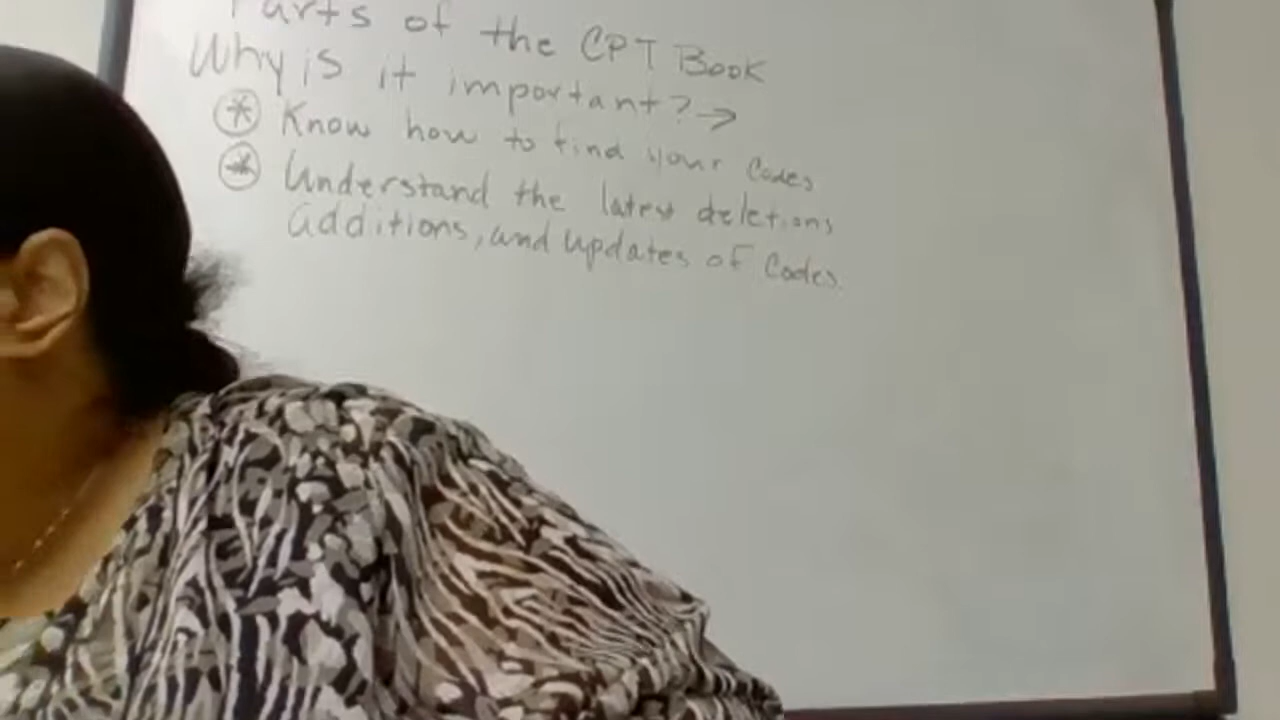 Parts of the CPT Book
Why is it important? →
* Know how to find your Codes
* Understand the latest deletions
additions, and updates of Codes.